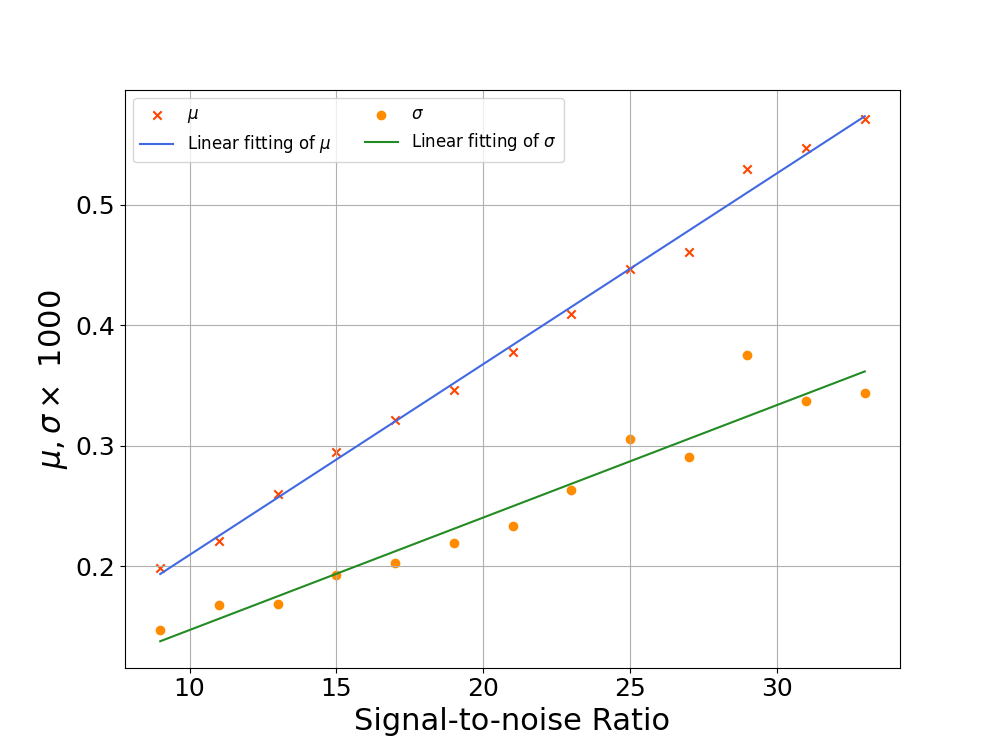 μ
Linear fitting of μ
σ
Linear fitting of σ
0.5
0.4
0.3
0.2
μ, σ × 1000
10 15 20 25 30
Signal-to-noise Ratio